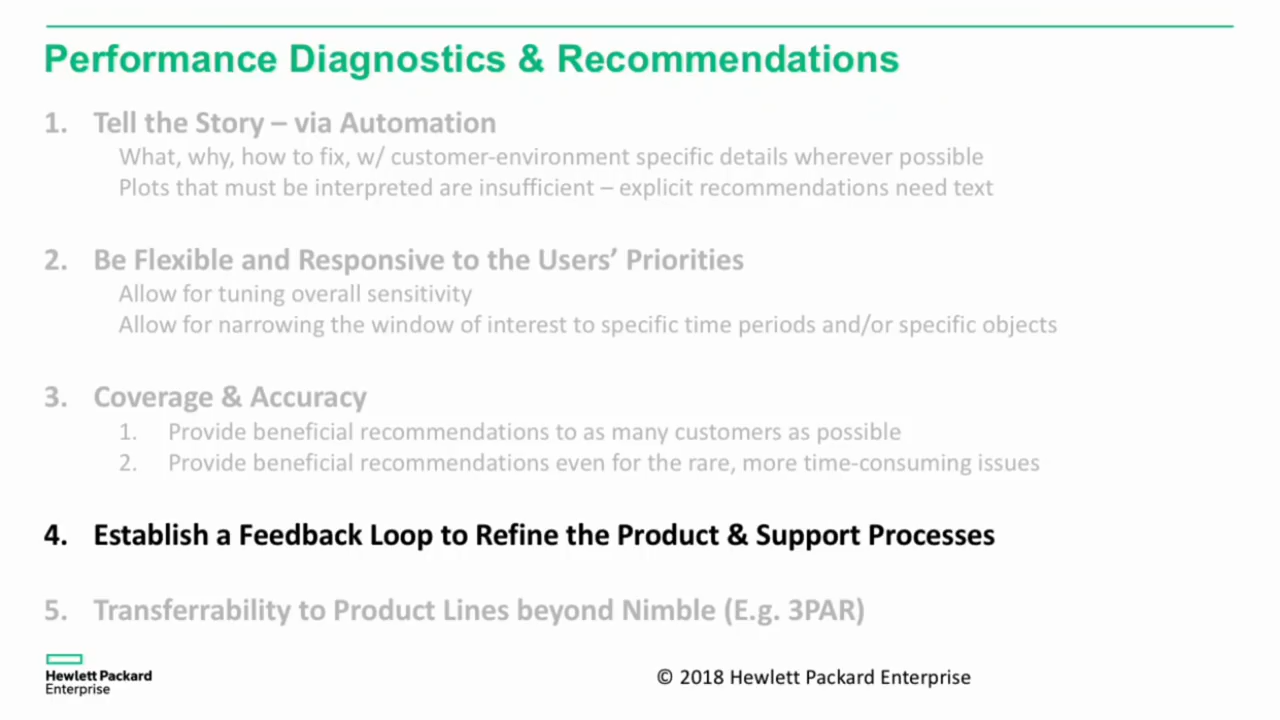 Performance Diagnostics & Recommendations
1. Tell the Story – via Automation
What, why, how to fix, w/ customer-environment specific details wherever possible
Plots that must be interpreted are insufficient – explicit recommendations need text
2. Be Flexible and Responsive to the Users’ Priorities
Allow for tuning overall sensitivity
Allow for narrowing the window of interest to specific time periods and/or specific objects
3. Coverage & Accuracy
1. Provide beneficial recommendations to as many customers as possible
2. Provide beneficial recommendations even for the rare, more time-consuming issues
4. Establish a Feedback Loop to Refine the Product & Support Processes
5. Transferrability to Product Lines beyond Nimble (E.g. 3PAR)
Hewlett Packard
Enterprise
© 2018 Hewlett Packard Enterprise